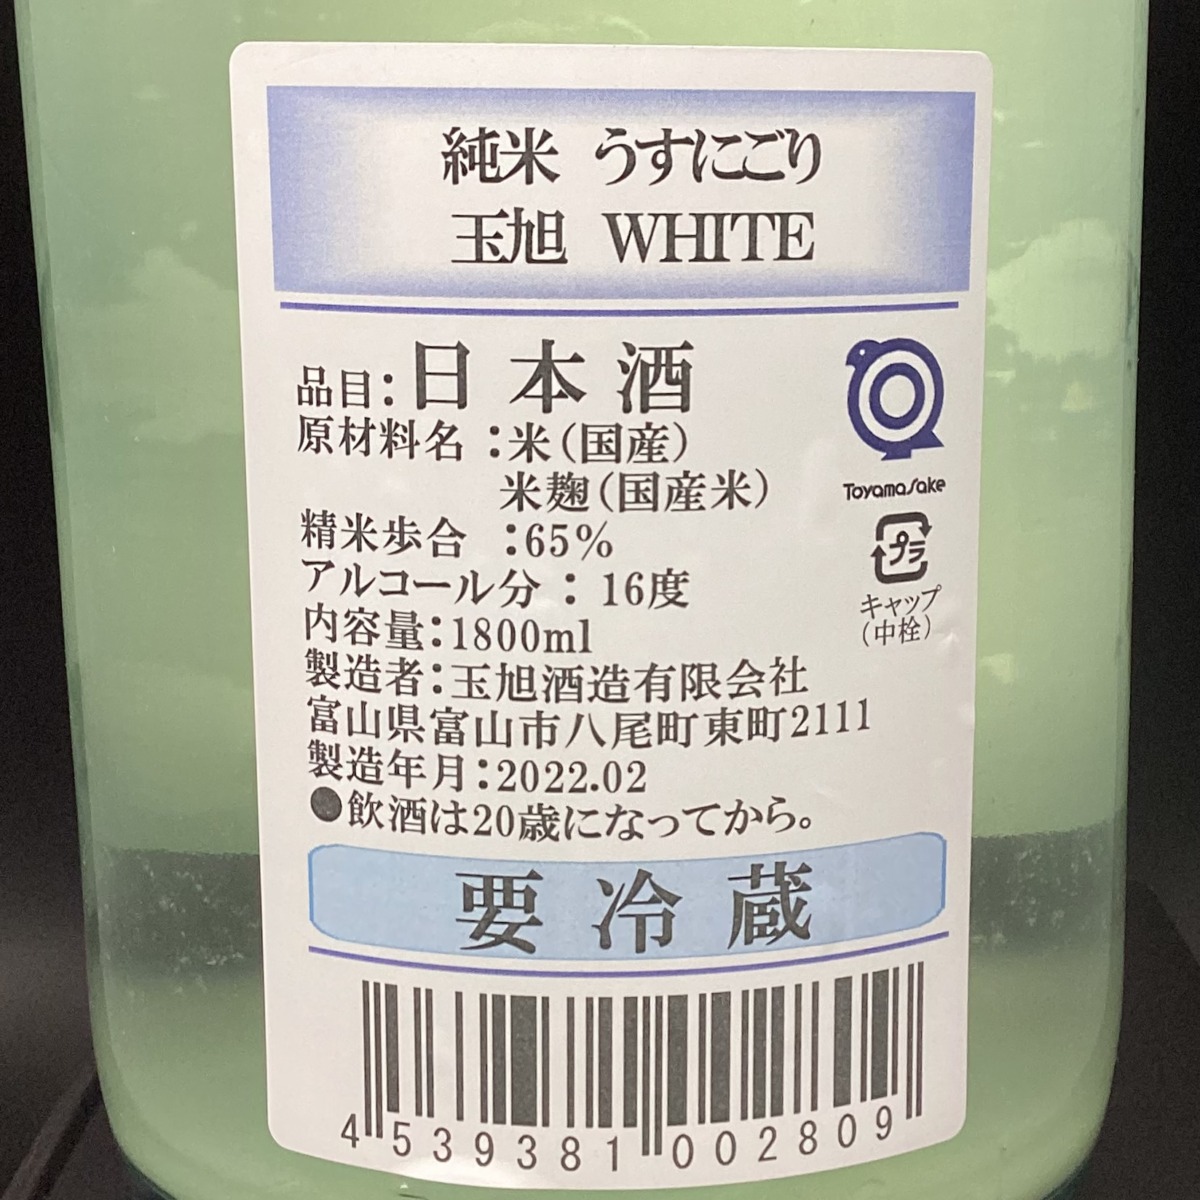 純米 うすにごり
玉旭 WHITE
品目:日本酒
原材料名:米(国産)
米麹(国産米)
精米歩合 :65%
アルコール分: 16度
内容量:1800ml
製造者:玉旭酒造有限会社
富山県富山市八尾町東町2111
製造年月:2022.02
●飲酒は20歳になってから。
ToyamaSake
プラ
キャップ
(中栓)
要冷蔵
4 539381 002809